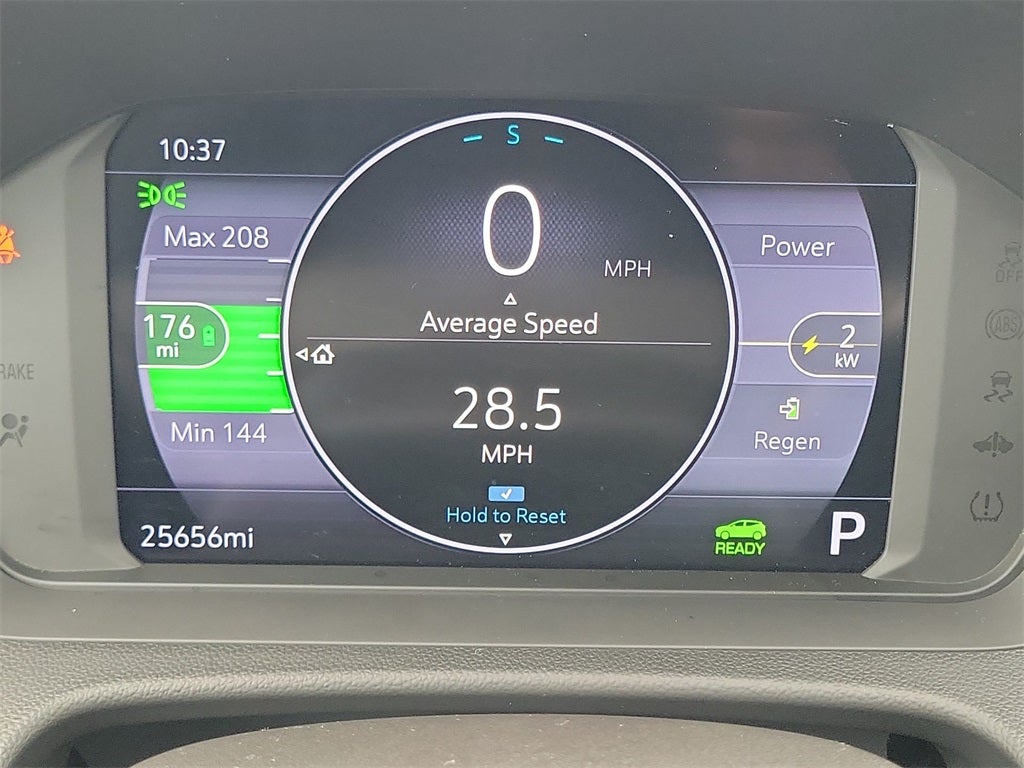 10:37
S
Max 208
0
MPH
Power
176
mi
Average Speed
2
kW
OFF
ABS
RAKE
28.5
MPH
Min 144
Regen
Hold to Reset
25656mi
READY
P